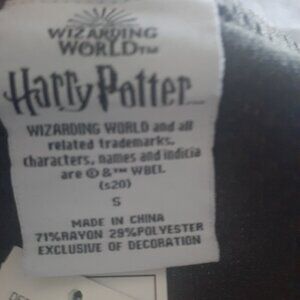 WIZARDING
WORLD™
Harry Potter
WIZARDING WORLD and all
related trademarks,
characters, names and indicia
are © & ™ WBEI.
(s20)
S
MADE IN CHINA
71%RAYON 29%POLYESTER
EXCLUSIVE OF DECORATION